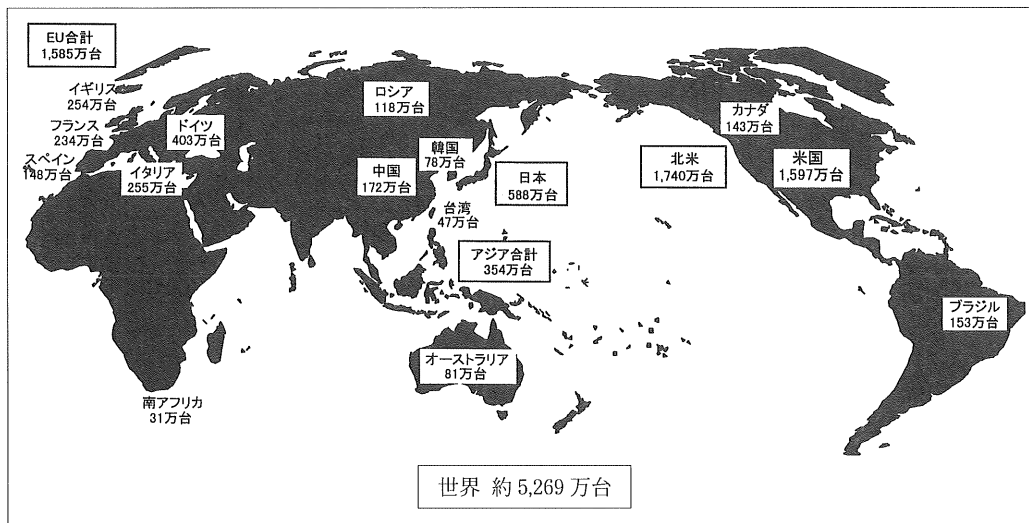 EU合計
1,585万台
イギリス
254万台
フランス
234万台
スペイン
148万台
ドイツ
403万台
イタリア
255万台
ロシア
118万台
韓国
78万台
中国
172万台
台湾
47万台
日本
588万台
アジア合計
354万台
オーストラリア
81万台
南アフリカ
31万台
北米
1,740万台
カナダ
143万台
米国
1,597万台
ブラジル
153万台
世界 約 5,269 万台